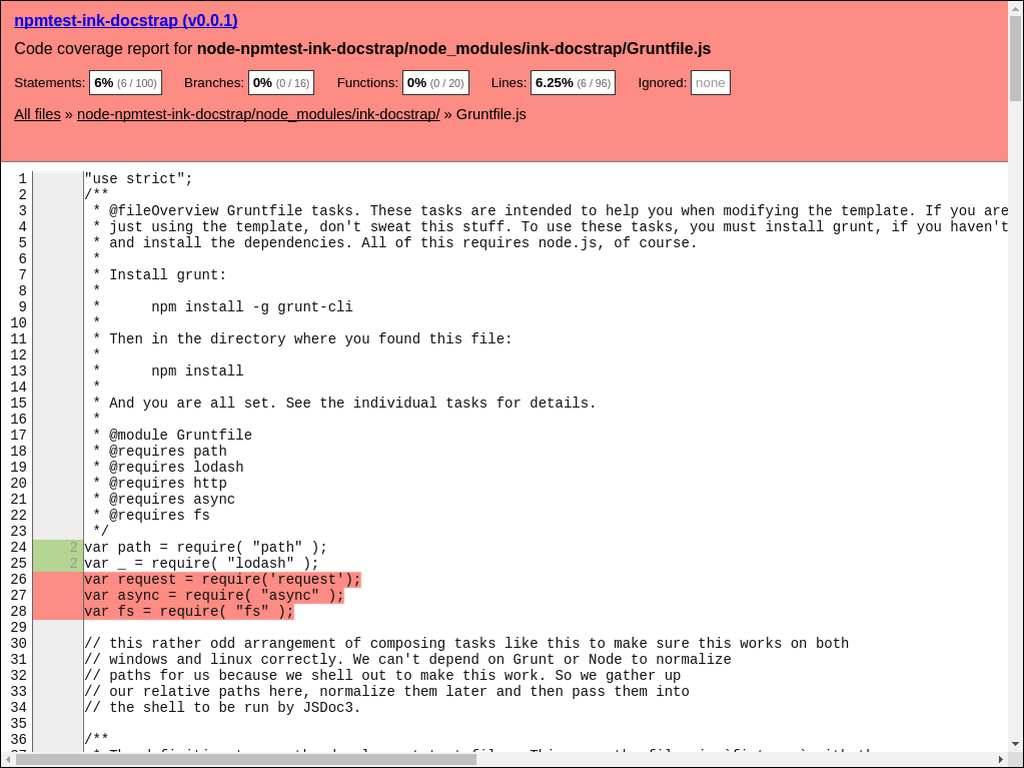 npmtest-ink-docstrap (v0.0.1)
Code coverage report for node-npmtest-ink-docstrap/node_modules/ink-docstrap/Gruntfile.js
Statements: 6% (6 / 100) Branches: 0% (0 / 16) Functions: 0% (0 / 20) Lines: 6.25% (6 / 96) Ignored: none
All files » node-npmtest-ink-docstrap/node_modules/ink-docstrap/ » Gruntfile.js
1 "use strict";
2 /**
3  * @fileOverview Gruntfile tasks. These tasks are intended to help you when modifying the template. If you are
4  * just using the template, don't sweat this stuff. To use these tasks, you must install grunt, if you haven't
5  * and install the dependencies. All of this requires node.js, of course.
6  *
7  * Install grunt:
8  *
9  *      npm install -g grunt-cli
10  *
11  * Then in the directory where you found this file:
12  *
13  *      npm install
14  *
15  * And you are all set. See the individual tasks for details.
16  *
17  * @module Gruntfile
18  * @requires path
19  * @requires lodash
20  * @requires http
21  * @requires async
22  * @requires fs
23  */
24 2 var path = require( "path" );
25 2 var _ = require( "lodash" );
26 var request = require('request');
27 var async = require( "async" );
28 var fs = require( "fs" );
29
30 // this rather odd arrangement of composing tasks like this to make sure this works on both
31 // windows and linux correctly. We can't depend on Grunt or Node to normalize
32 // paths for us because we shell out to make this work. So we gather up
33 // our relative paths here, normalize them later and then pass them into
34 // the shell to be run by JSDoc3.
35
36 /**